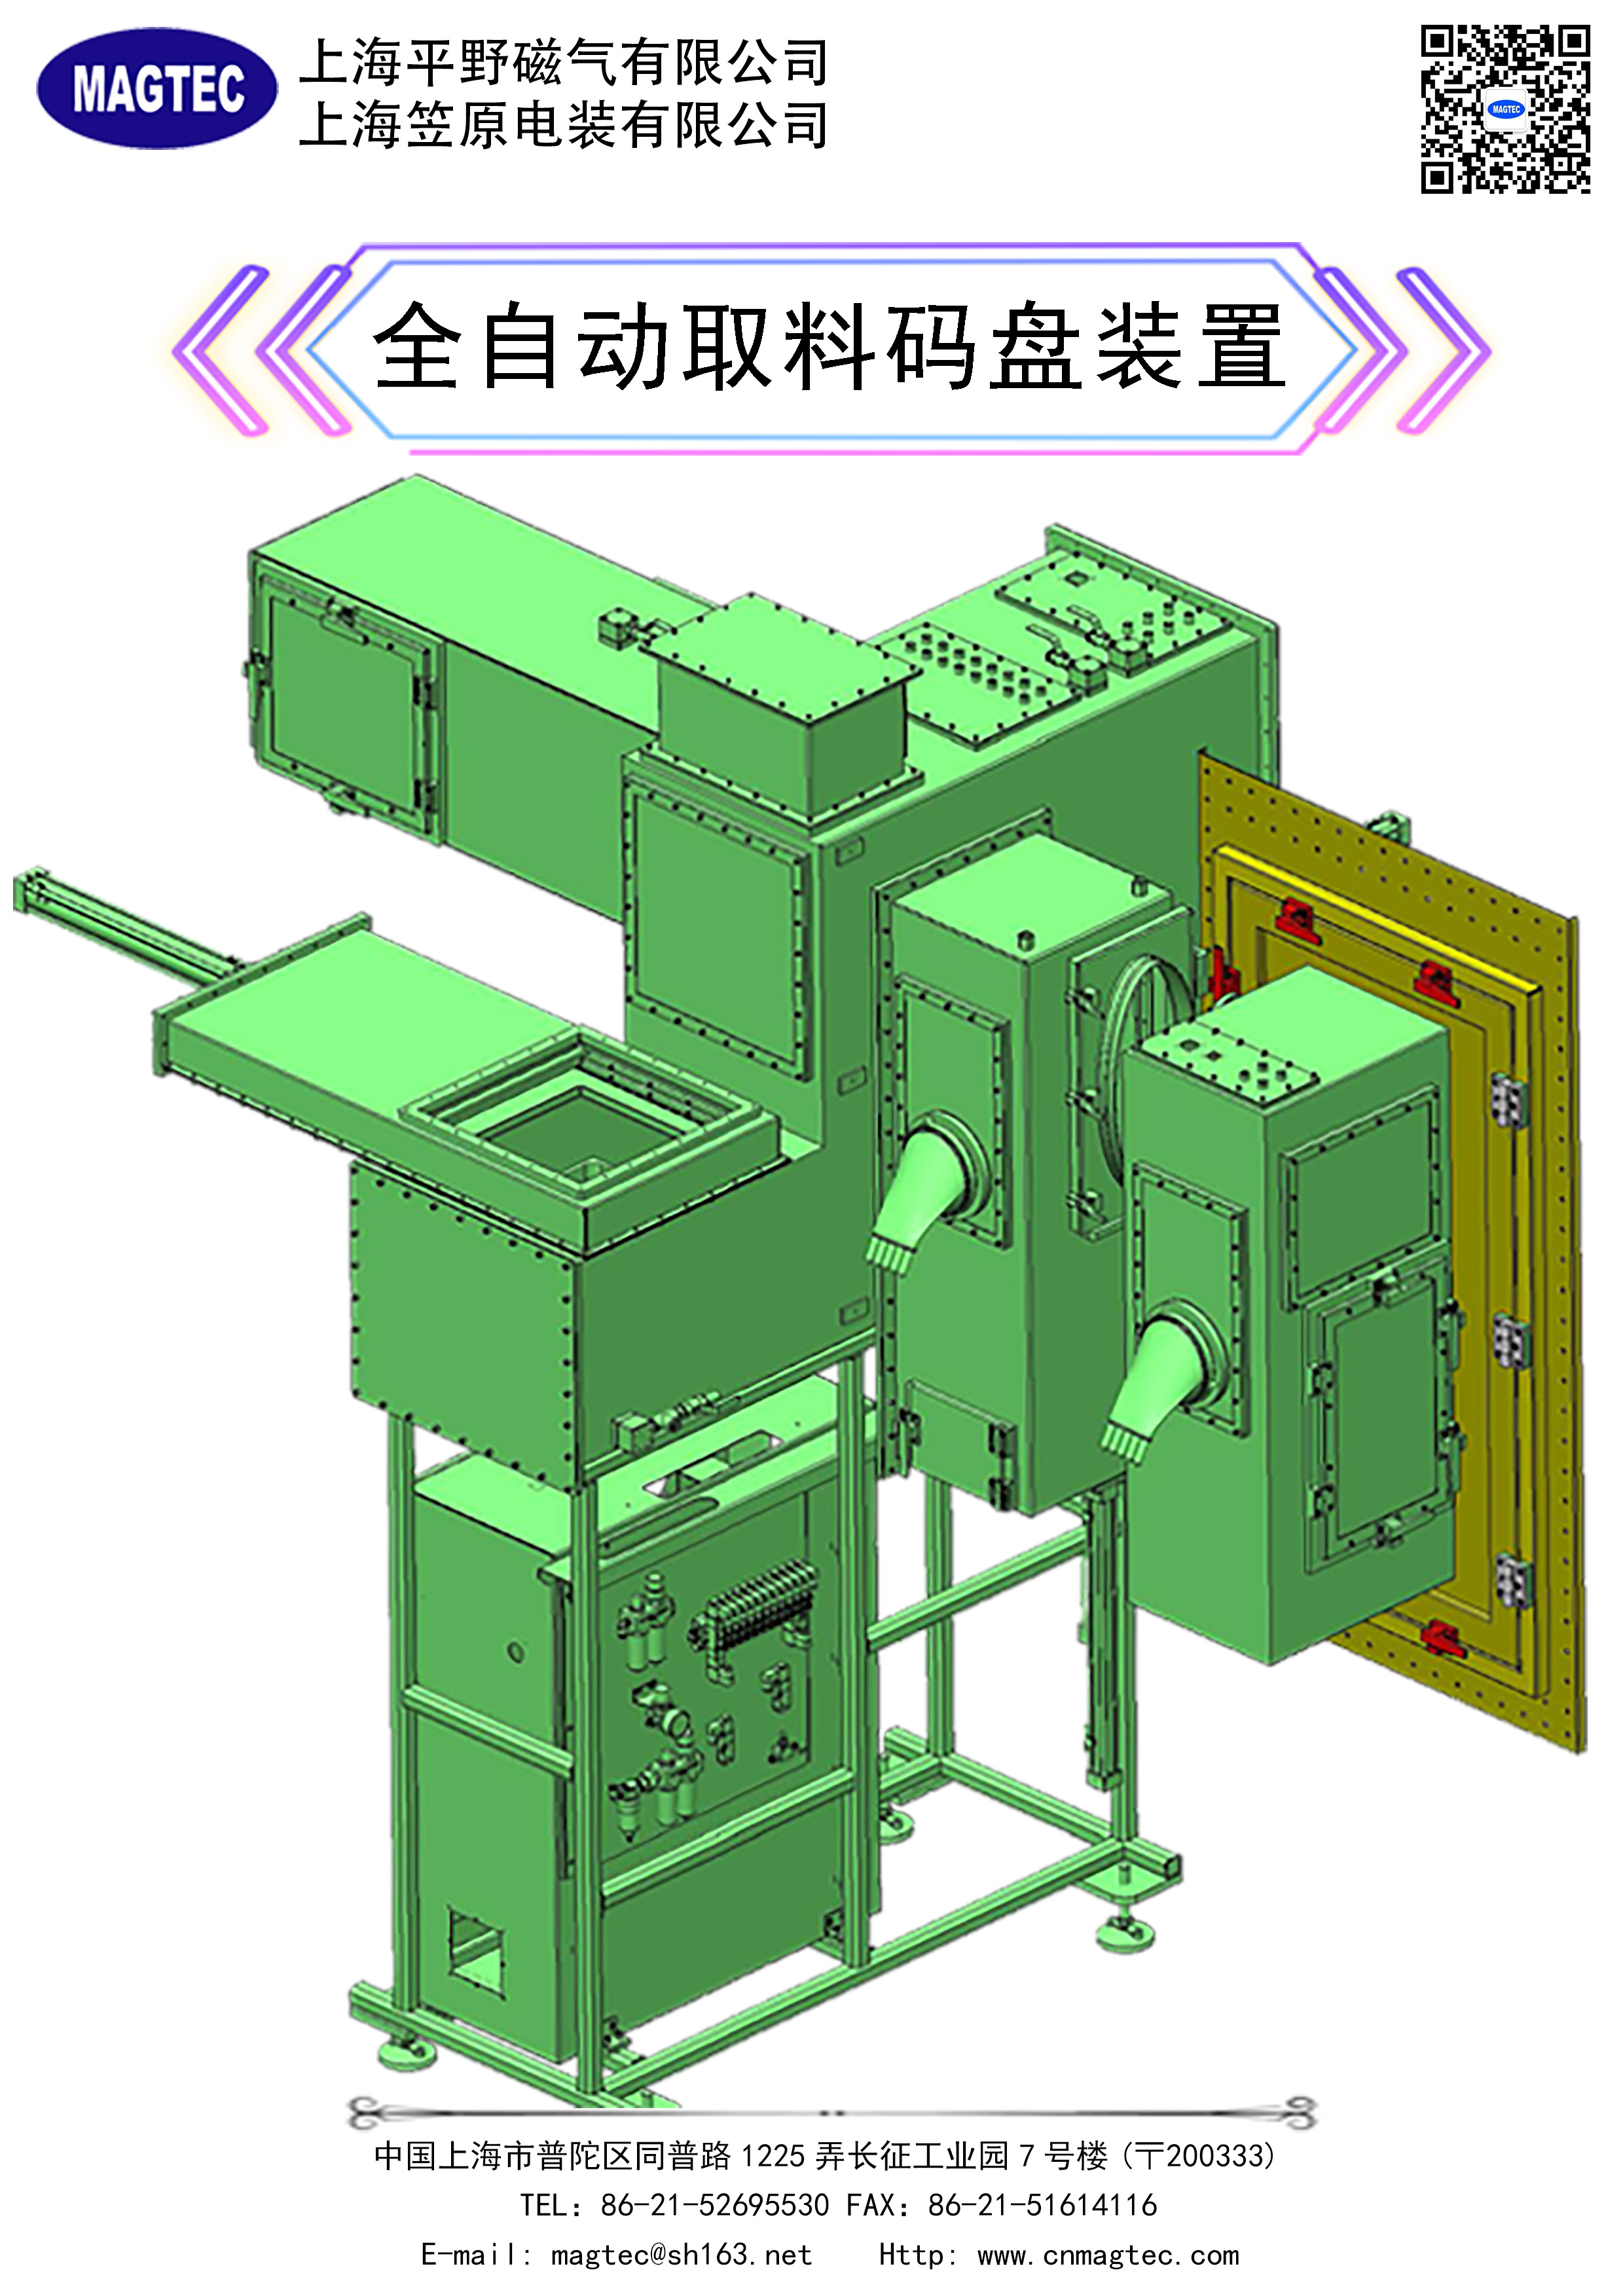 MAGTEC
上海平野磁气有限公司
上海笠原电装有限公司
MAGTEC
全自动取料码盘装置
中国上海市普陀区同普路 1225 弄长征工业园 7 号楼 (〒200333)
TEL: 86-21-52695530 FAX: 86-21-51614116
E-mail: magtec@sh163.net Http: www.cnmagtec.com